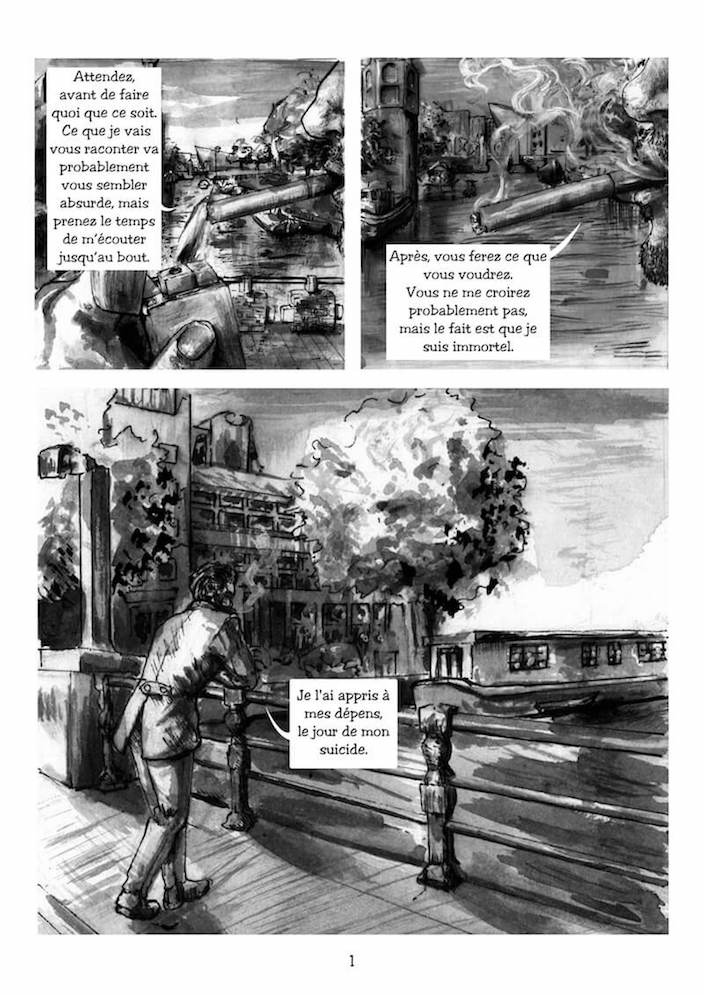 Attendez,
avant de faire
quoi que ce soit.
Ce que je vais
vous raconter va
probablement
vous sembler
absurde, mais
prenez le temps
de m'écouter
jusqu'au bout.
Après, vous ferez ce que
vous voudrez.
Vous ne me croirez
probablement pas,
mais le fait est que je
suis immortel.
Je l'ai appris à
mes dépens,
le jour de mon
suicide.
1